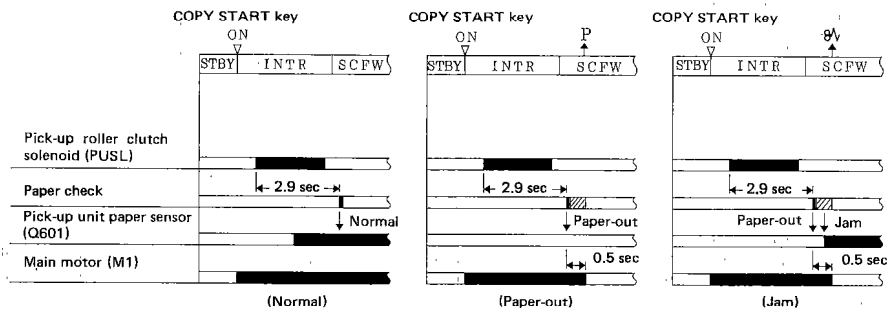 COPY START key
ON
STBY INTR SCFW
COPY START key
ON P
STBY INTR SCFW
COPY START key
ON
STBY INTR SCFW
Pick-up roller clutch
solenoid (PUSL)
2.9 sec
2.9 sec
2.9 sec
Paper check
Normal
Paper-out
Paper-out Jam
Pick-up unit paper sensor
(Q601)
0.5 sec
0.5 sec
Main motor (M1)
(Normal)
(Paper-out)
(Jam)